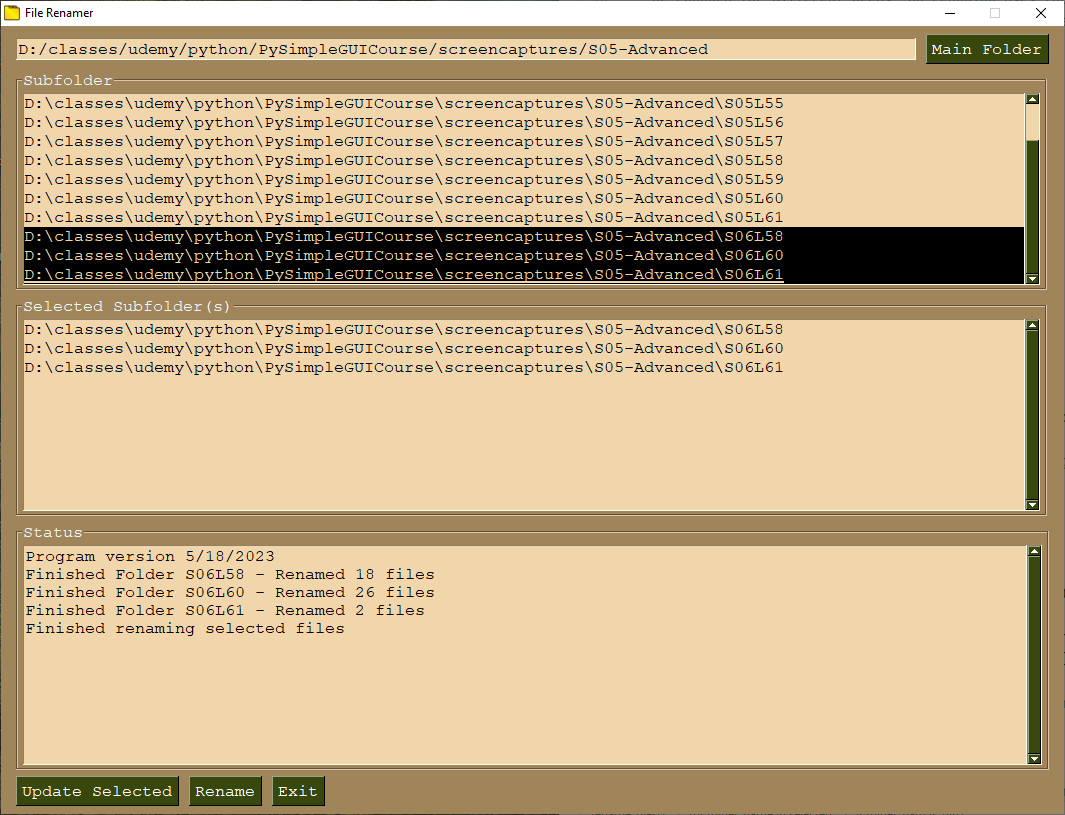 File Renamer
D:/classes/udemy/python/PySimpleGUICourse/screencaptures/S05-Advanced
Main Folder
Subfolder
D:\classes\udemy\python\PySimpleGUICourse\screencaptures\S05-Advanced\S05L55
D:\classes\udemy\python\PySimpleGUICourse\screencaptures\S05-Advanced\S05L56
D:\classes\udemy\python\PySimpleGUICourse\screencaptures\S05-Advanced\S05L57
D:\classes\udemy\python\PySimpleGUICourse\screencaptures\S05-Advanced\S05L58
D:\classes\udemy\python\PySimpleGUICourse\screencaptures\S05-Advanced\S05L59
D:\classes\udemy\python\PySimpleGUICourse\screencaptures\S05-Advanced\S05L60
D:\classes\udemy\python\PySimpleGUICourse\screencaptures\S05-Advanced\S05L61
D:\classes\udemy\python\PySimpleGUICourse\screencaptures\S05-Advanced\S06L58
D:\classes\udemy\python\PySimpleGUICourse\screencaptures\S05-Advanced\S06L60
D:\classes\udemy\python\PySimpleGUICourse\screencaptures\S05-Advanced\S06L61
Selected Subfolder(s)
D:\classes\udemy\python\PySimpleGUICourse\screencaptures\S05-Advanced\S06L58
D:\classes\udemy\python\PySimpleGUICourse\screencaptures\S05-Advanced\S06L60
D:\classes\udemy\python\PySimpleGUICourse\screencaptures\S05-Advanced\S06L61
Status
Program version 5/18/2023
Finished Folder S06L58 - Renamed 18 files
Finished Folder S06L60 - Renamed 26 files
Finished Folder S06L61 - Renamed 2 files
Finished renaming selected files
Update Selected
Rename
Exit